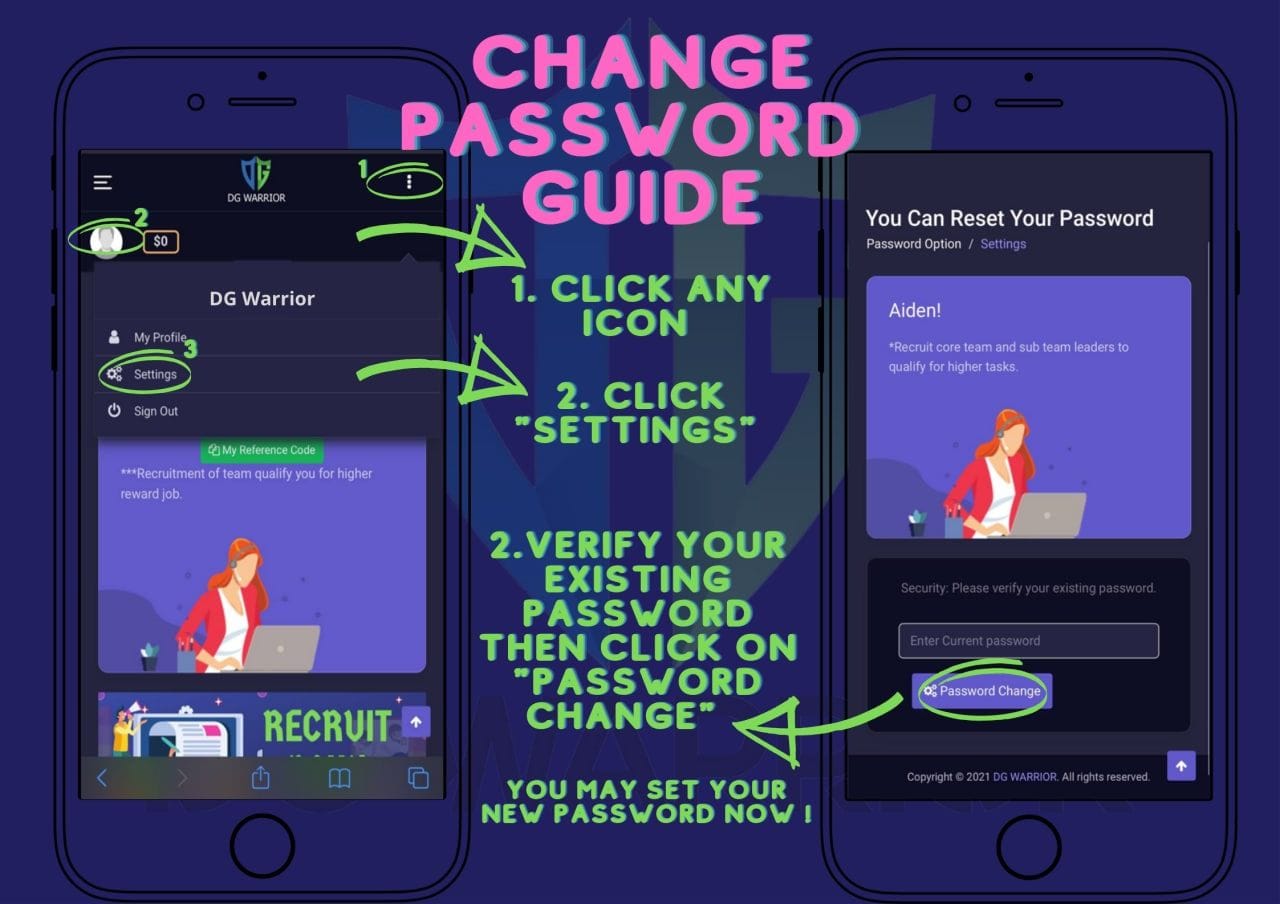 CHANGE
PASSWORD
GUIDE
1
DG WARRIOR
2
$0
DG Warrior
My Profile
3
Settings
Sign Out
My Reference Code
***Recruitment of team qualify you for higher
reward job.
RECRUIT
1. CLICK ANY
ICON
2. CLICK
"SETTINGS"
2.VERIFY YOUR
EXISTING
PASSWORD
THEN CLICK ON
"PASSWORD
CHANGE"
YOU MAY SET YOUR
NEW PASSWORD NOW !
You Can Reset Your Password
Password Option / Settings
Aiden!
*Recruit core team and sub team leaders to
qualify for higher tasks.
Security: Please verify your existing password.
Enter Current password
Password Change
Copyright © 2021 DG WARRIOR. All rights reserved.